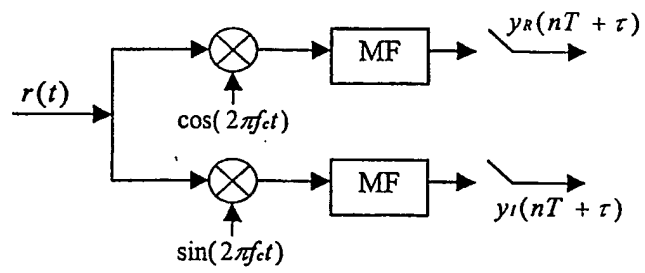 y_R(nT + τ)
MF
r(t)
cos(2πf_ct)
MF
y_I(nT + τ)
sin(2πf_ct)